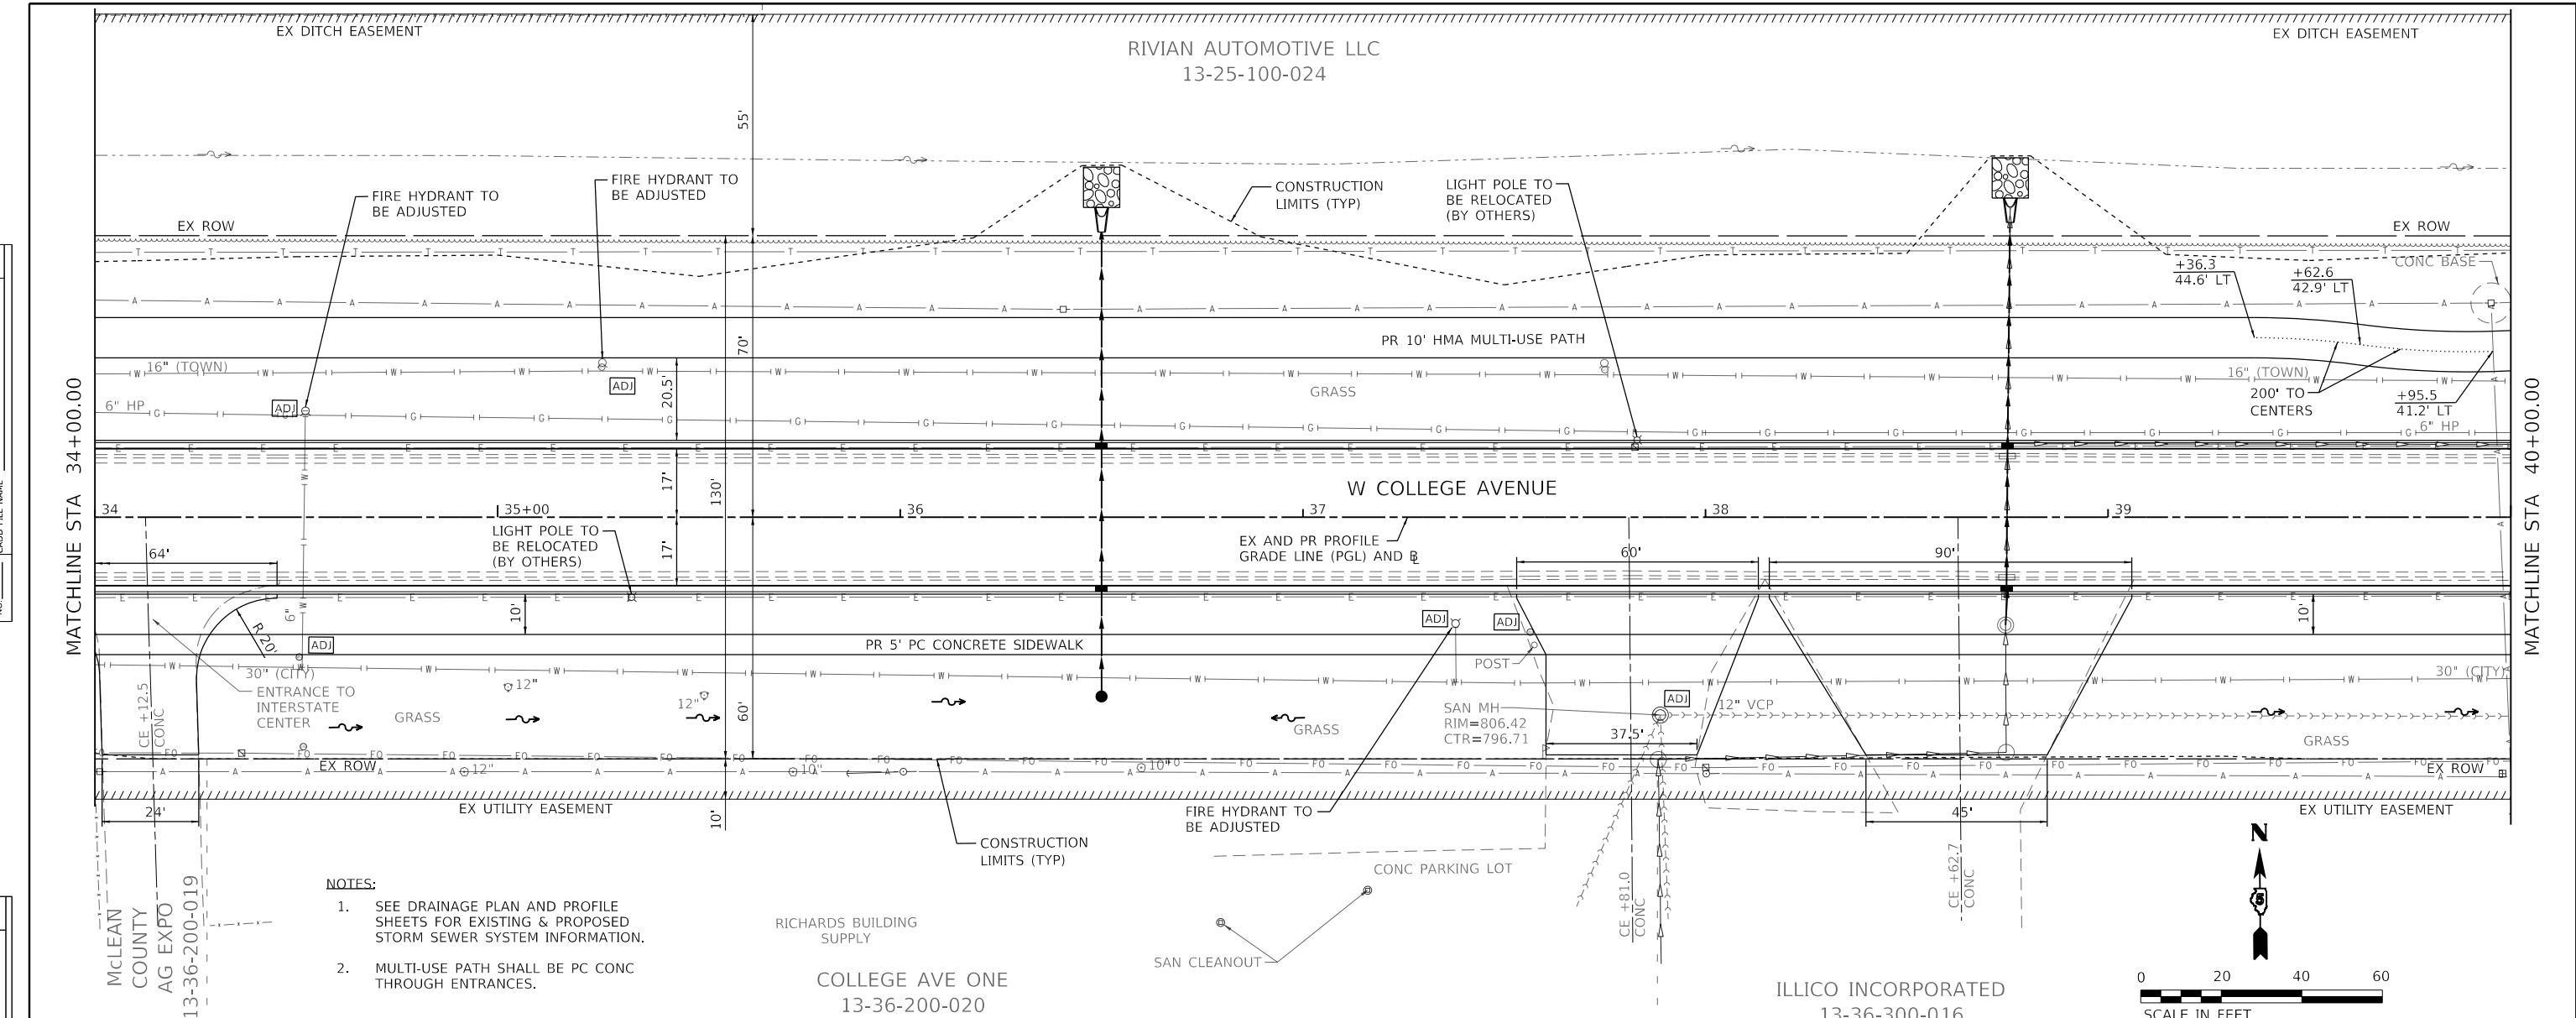 EX DITCH EASEMENT
EX DITCH EASEMENT
RIVIAN AUTOMOTIVE LLC
13-25-100-024
55'
FIRE HYDRANT TO
BE ADJUSTED
FIRE HYDRANT TO
BE ADJUSTED
CONSTRUCTION
LIMITS (TYP)
LIGHT POLE TO
BE RELOCATED
(BY OTHERS)
EX ROW
EX ROW
CONC BASE
+36.3
44.6' LT
+62.6
42.9' LT
70'
PR 10' HMA MULTI-USE PATH
16" (TOWN)
ADJ
20.5'
GRASS
16" (TOWN)
200' TO
CENTERS
+95.5
41.2' LT
6" HP
ADJ
6" HP
MATCHLINE STA 34+00.00
MATCHLINE STA 40+00.00
17'
130'
W COLLEGE AVENUE
34
35+00
36
37
38
39
LIGHT POLE TO
BE RELOCATED
(BY OTHERS)
17'
EX AND PR PROFILE
GRADE LINE (PGL) AND BL
64'
60'
90'
6"
R 20'
10'
10'
ADJ
ADJ
ADJ
PR 5' PC CONCRETE SIDEWALK
POST
30" (CITY)
30" (CITY)
ENTRANCE TO
INTERSTATE
CENTER
CE +12.5
CONC
12"
12"
GRASS
60'
GRASS
SAN MH
RIM=806.42
CTR=796.71
ADJ
12" VCP
37.5'
GRASS
EX ROW
12"
10"
10"
EX ROW
24'
EX UTILITY EASEMENT
10'
FIRE HYDRANT TO
BE ADJUSTED
45'
EX UTILITY EASEMENT
CONSTRUCTION
LIMITS (TYP)
CONC PARKING LOT
CE +81.0
CONC
CE +62.7
CONC
N
5
McLEAN
COUNTY
AG EXPO
13-36-200-019
NOTES:
1. SEE DRAINAGE PLAN AND PROFILE
SHEETS FOR EXISTING & PROPOSED
STORM SEWER SYSTEM INFORMATION.
2. MULTI-USE PATH SHALL BE PC CONC
THROUGH ENTRANCES.
RICHARDS BUILDING
SUPPLY
SAN CLEANOUT
COLLEGE AVE ONE
13-36-200-020
ILLICO INCORPORATED
13-36-300-016
0 20 40 60
SCALE IN FEET